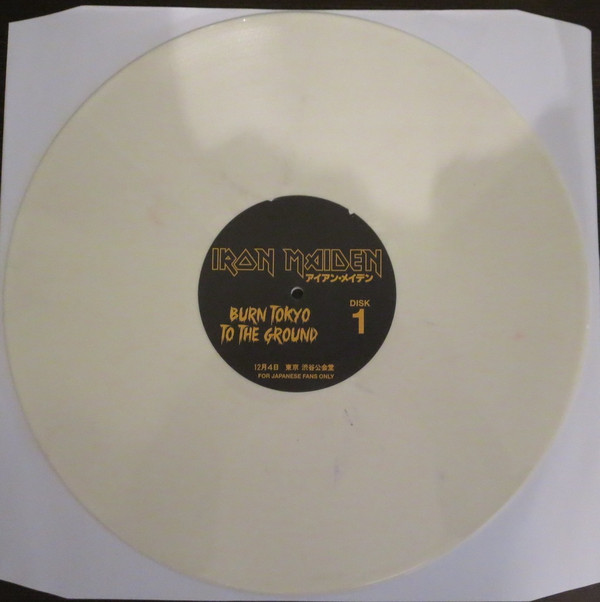 IRON MAIDEN
アイアン・メイデン
BURN TOKYO
TO THE GROUND
DISK
1
12月4日 東京 渋谷公会堂
FOR JAPANESE FANS ONLY